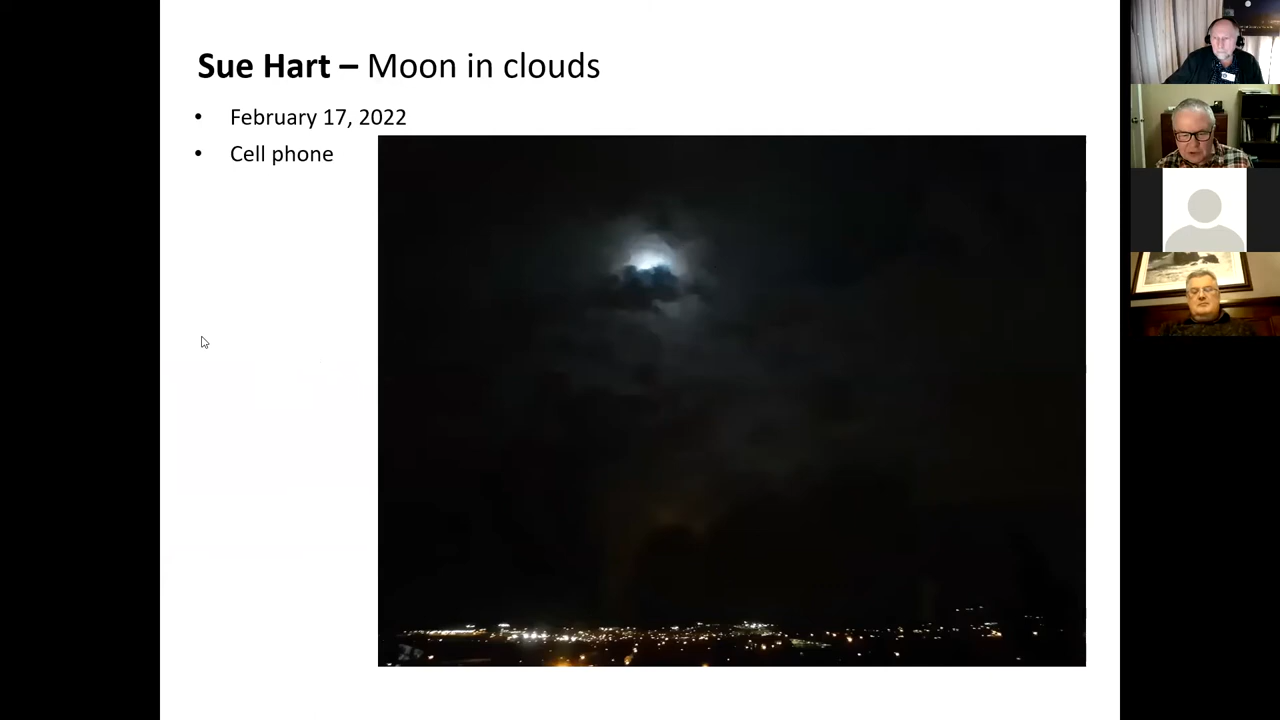 Sue Hart – Moon in clouds
• February 17, 2022
• Cell phone